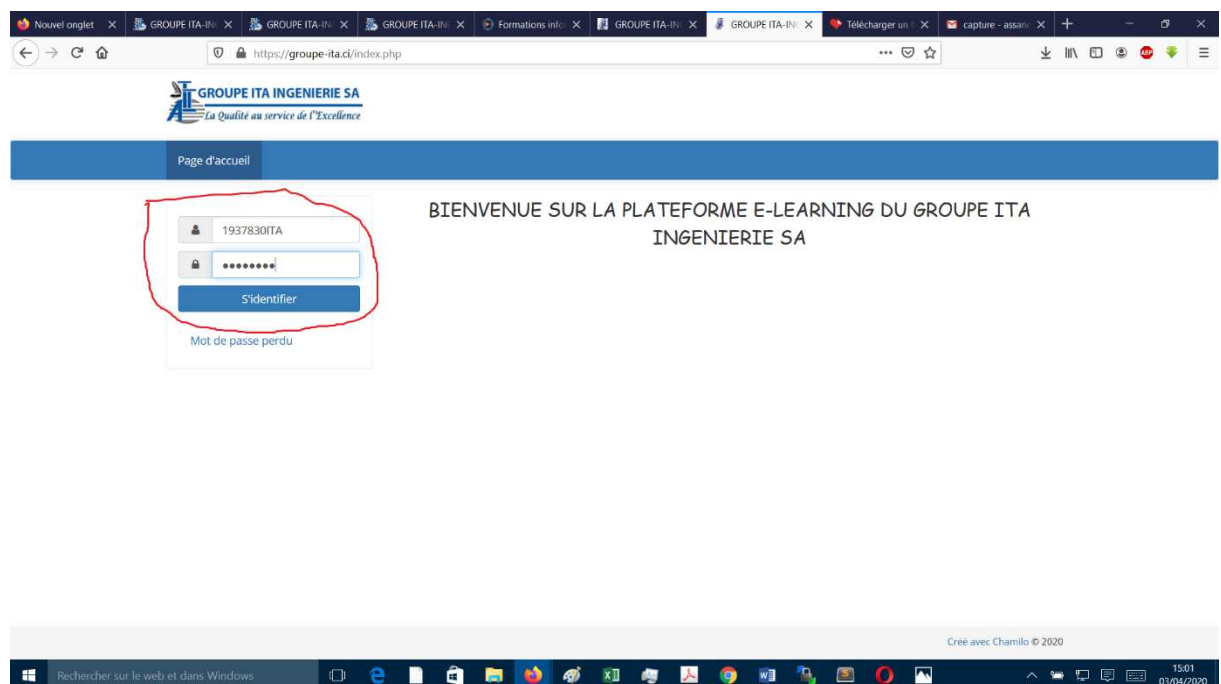 Nouvel onglet
GROUPE ITA-IN
GROUPE ITA-IN
GROUPE ITA-IN
Formations info
GROUPE ITA-IN
GROUPE ITA-IN
Télécharger un
capture - assan
https://groupe-ita.ci/index.php
GROUPE ITA INGENIERIE SA
La Qualité au service de l'Excellence
Page d'accueil
1937830ITA
S'identifier
Mot de passe perdu
BIENVENUE SUR LA PLATEFORME E-LEARNING DU GROUPE ITA
INGENIERIE SA
Créé avec Chamilo © 2020
Rechercher sur le web et dans Windows
15:01
03/04/2020